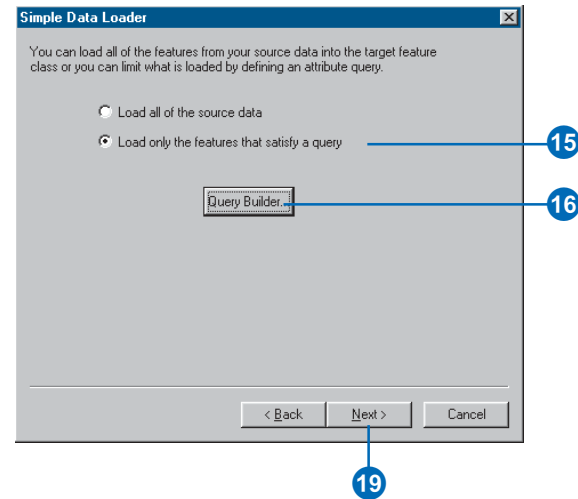 Simple Data Loader
You can load all of the features from your source data into the target feature
class or you can limit what is loaded by defining an attribute query.
Load all of the source data
Load only the features that satisfy a query
15
Query Builder...
16
< Back
Next >
Cancel
19